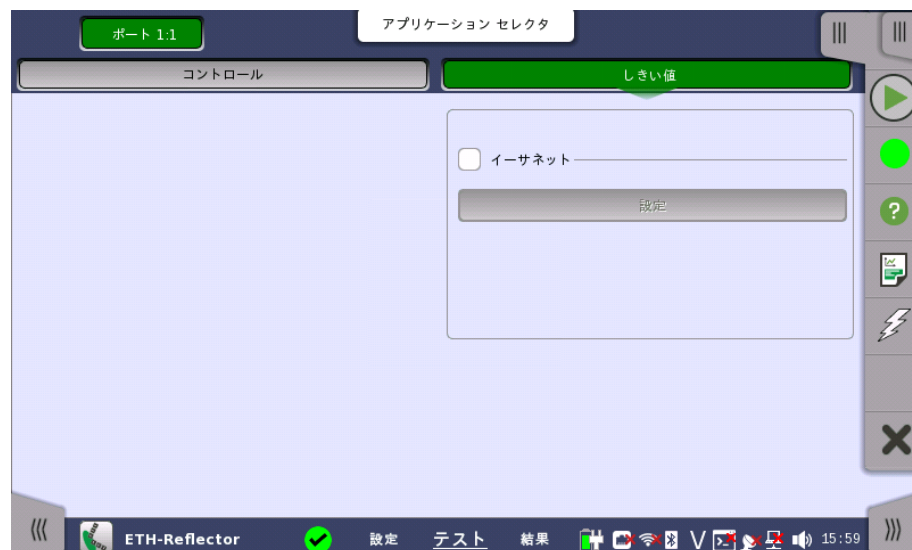 ポート 1:1
アプリケーション セレクタ
コントロール
しきい値
イーサネット
設定
ETH-Reflector
設定
テスト
結果
15:59